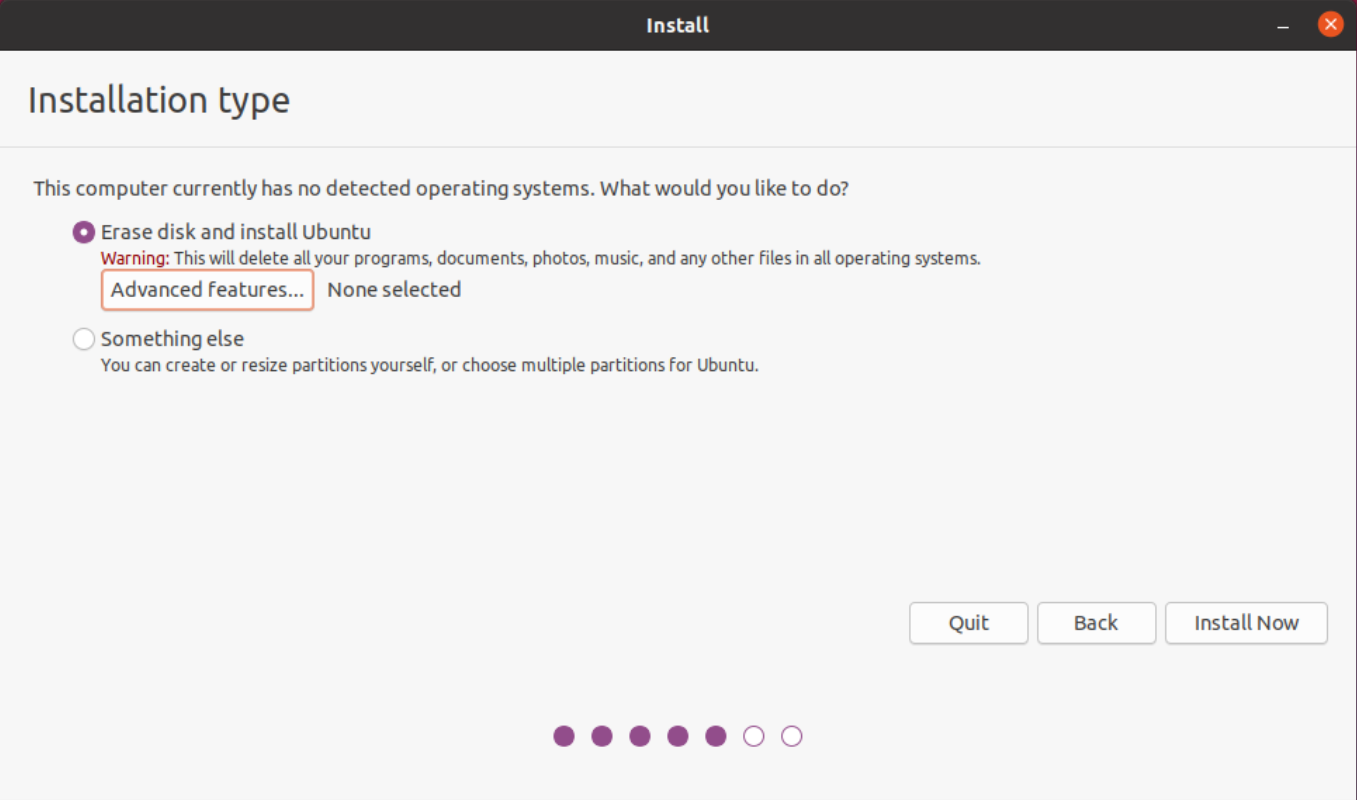 Install
Installation type
This computer currently has no detected operating systems. What would you like to do?
Erase disk and install Ubuntu
Warning: This will delete all your programs, documents, photos, music, and any other files in all operating systems.
Advanced features... None selected
Something else
You can create or resize partitions yourself, or choose multiple partitions for Ubuntu.
Quit Back Install Now